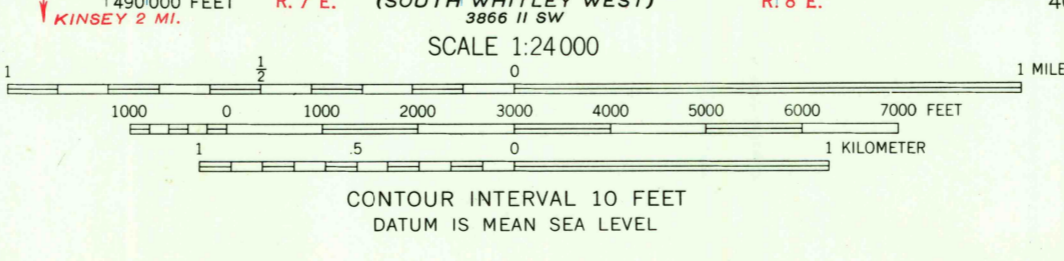 490000 FEET R. 7 E. (SOUTH WHITLEY WEST) R. 8 E.
KINSEY 2 MI. 3866 II SW
SCALE 1:24 000
1 1/2 0 1 MILE
1000 0 1000 2000 3000 4000 5000 6000 7000 FEET
1 .5 0 1 KILOMETER
CONTOUR INTERVAL 10 FEET
DATUM IS MEAN SEA LEVEL